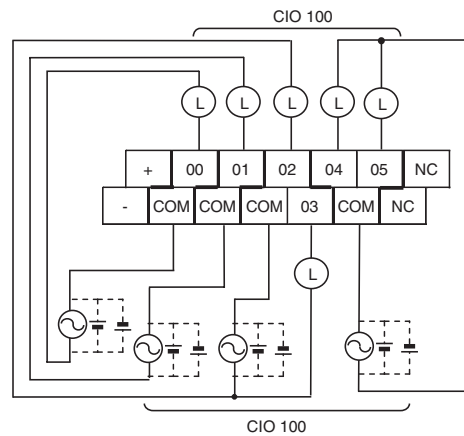 CIO 100
L L L L L
+ 00 01 02 04 05 NC
- COM COM COM 03 COM NC
L
CIO 100